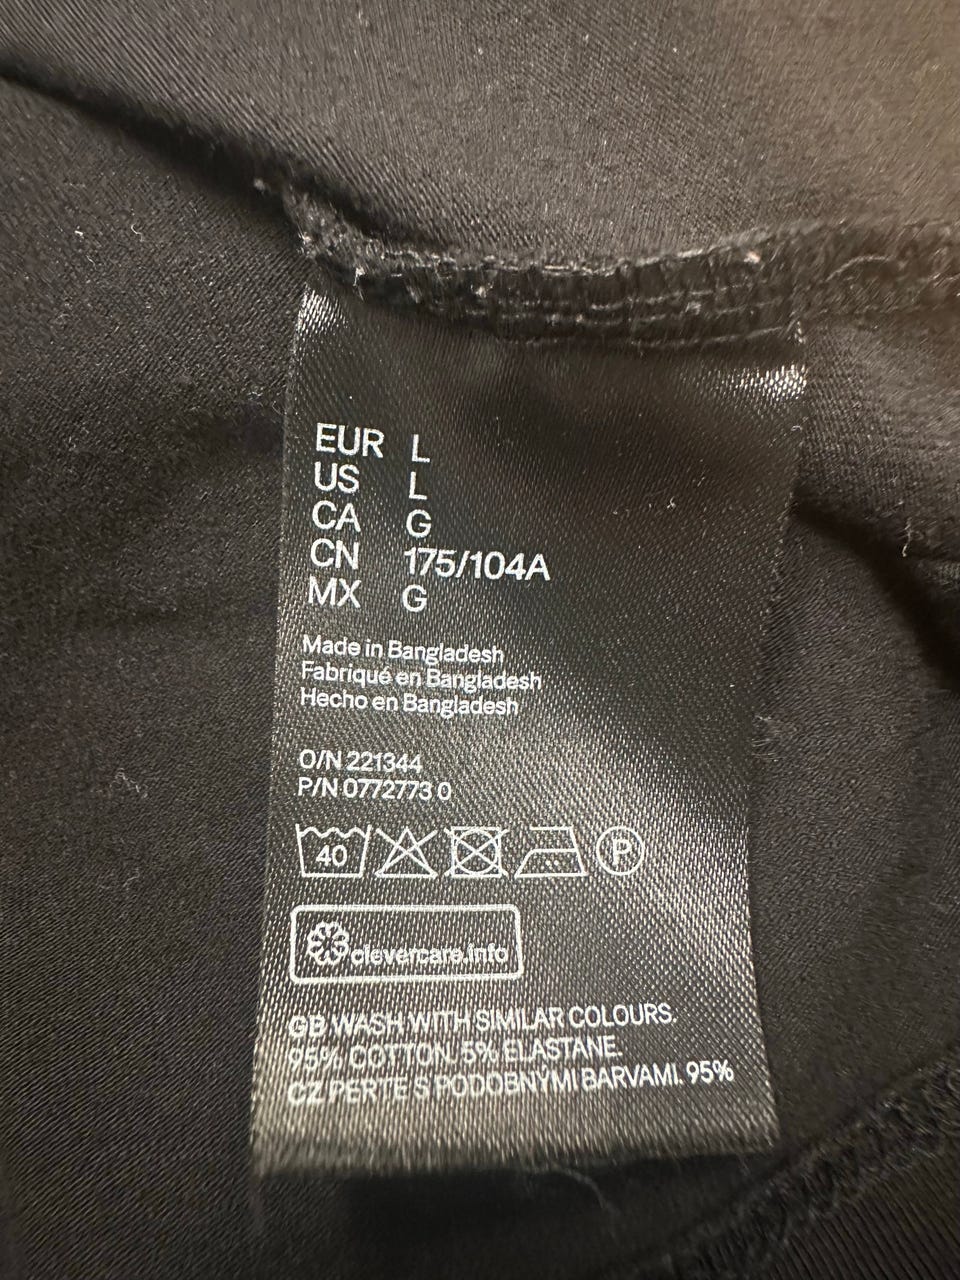 EUR L
US L
CA G
CN 175/104A
MX G
Made in Bangladesh
Fabriqué en Bangladesh
Hecho en Bangladesh
O/N 221344
P/N 0772773 0
40 P
clevercare.info
GB WASH WITH SIMILAR COLOURS.
95% COTTON, 5% ELASTANE
CZ PERTE S PODOBNÝMI BARVAMI. 95%